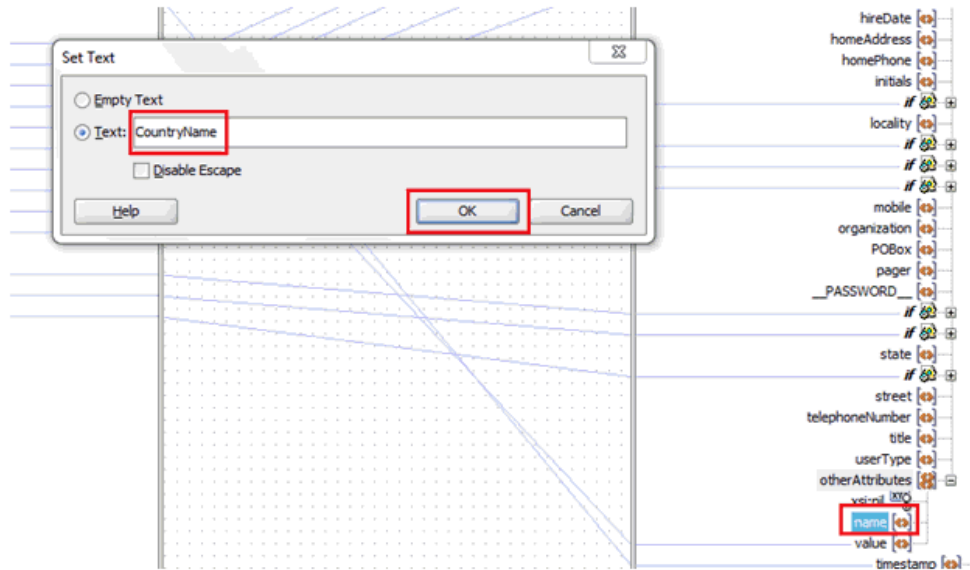 hireDate
homeAddress
homePhone
initials
if
locality
if
if
if
mobile
organization
POBox
pager
__PASSWORD__
if
if
state
if
street
telephoneNumber
title
userType
otherAttributes
xsi:nil
name
value
timestamp
Set Text
Empty Text
Text: CountryName
Disable Escape
Help OK Cancel